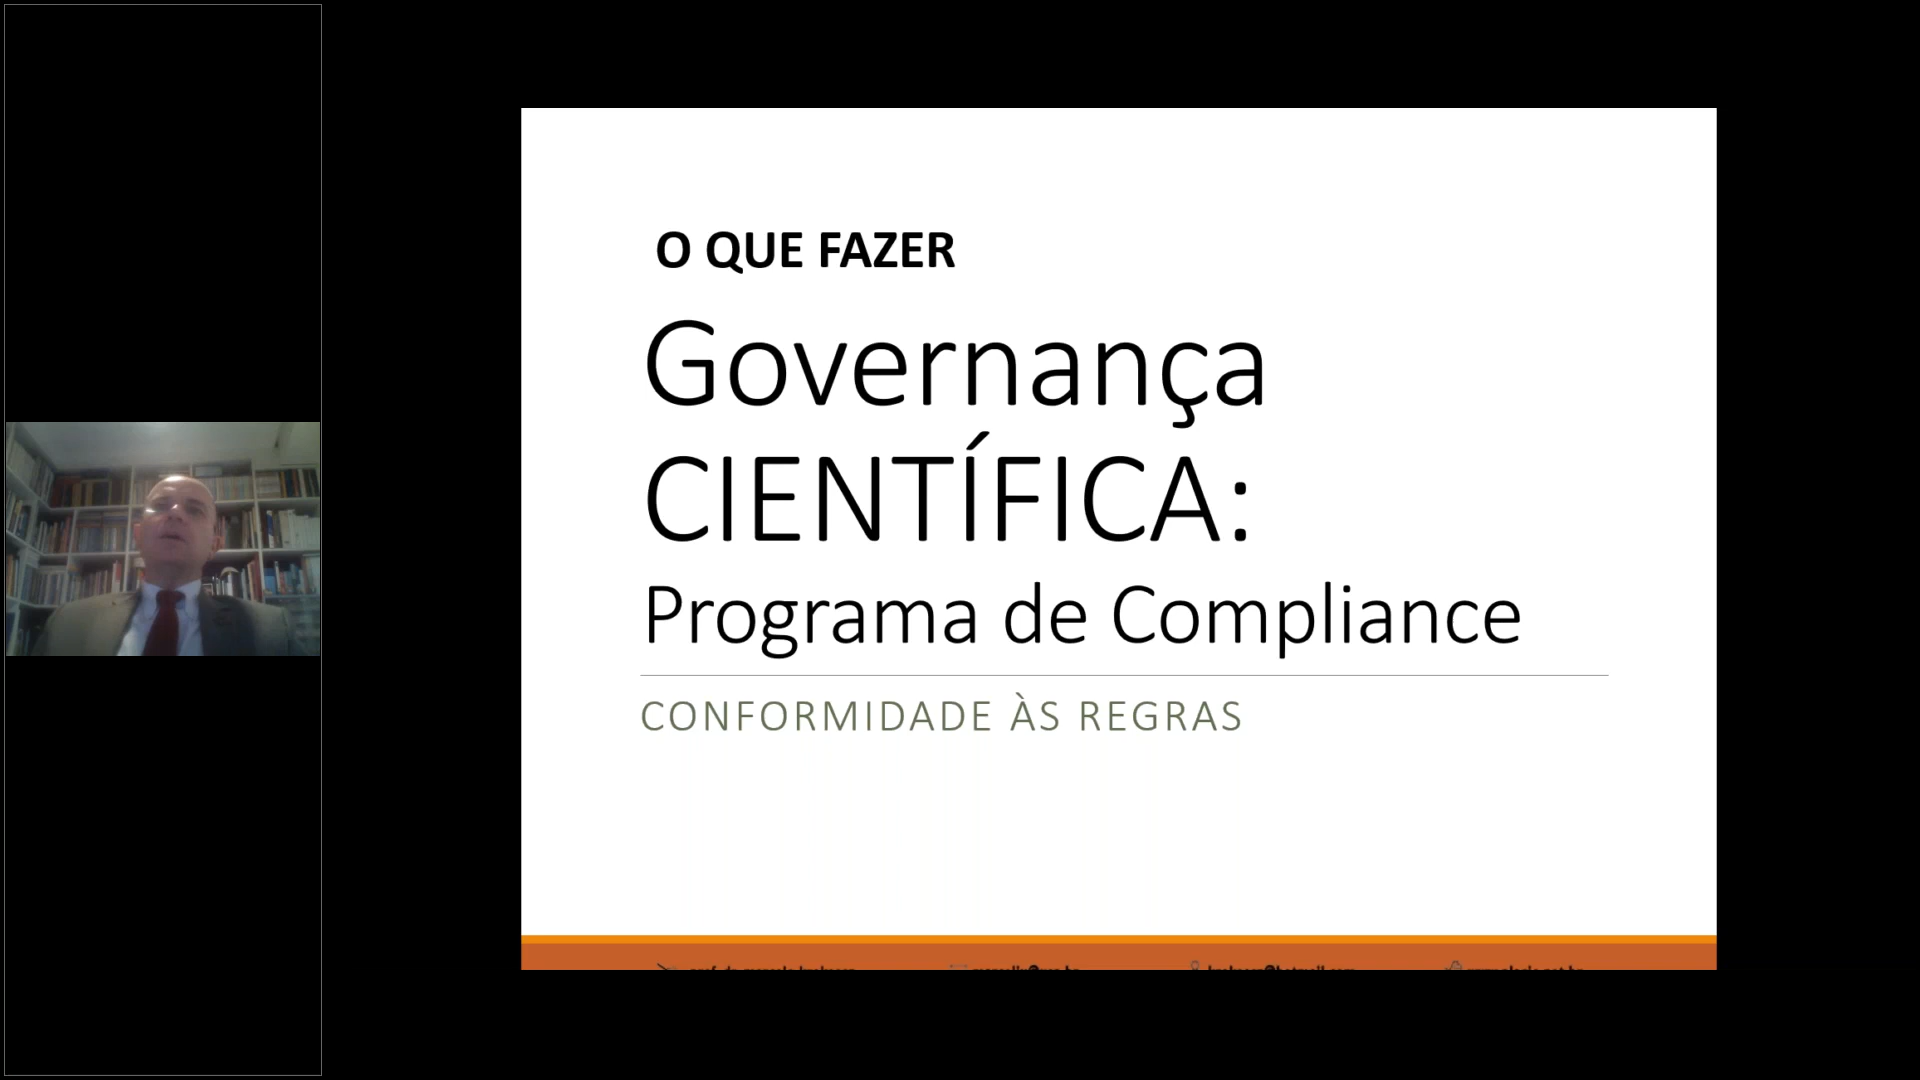 O QUE FAZER
Governança
CIENTÍFICA:
Programa de Compliance
CONFORMIDADE ÀS REGRAS